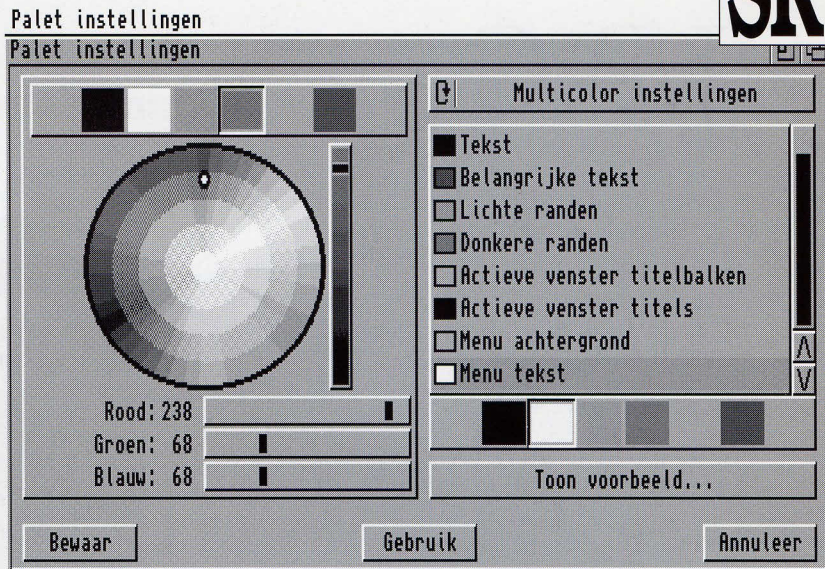 Palet instellingen
SK
Palet instellingen
Multicolor instellingen
Tekst
Belangrijke tekst
Lichte randen
Donkere randen
Actieve venster titelbalken
Actieve venster titels
Menu achtergrond
Menu tekst
Rood: 238
Groen: 68
Blauw: 68
Toon voorbeeld...
Bewaar
Gebruik
Annuleer